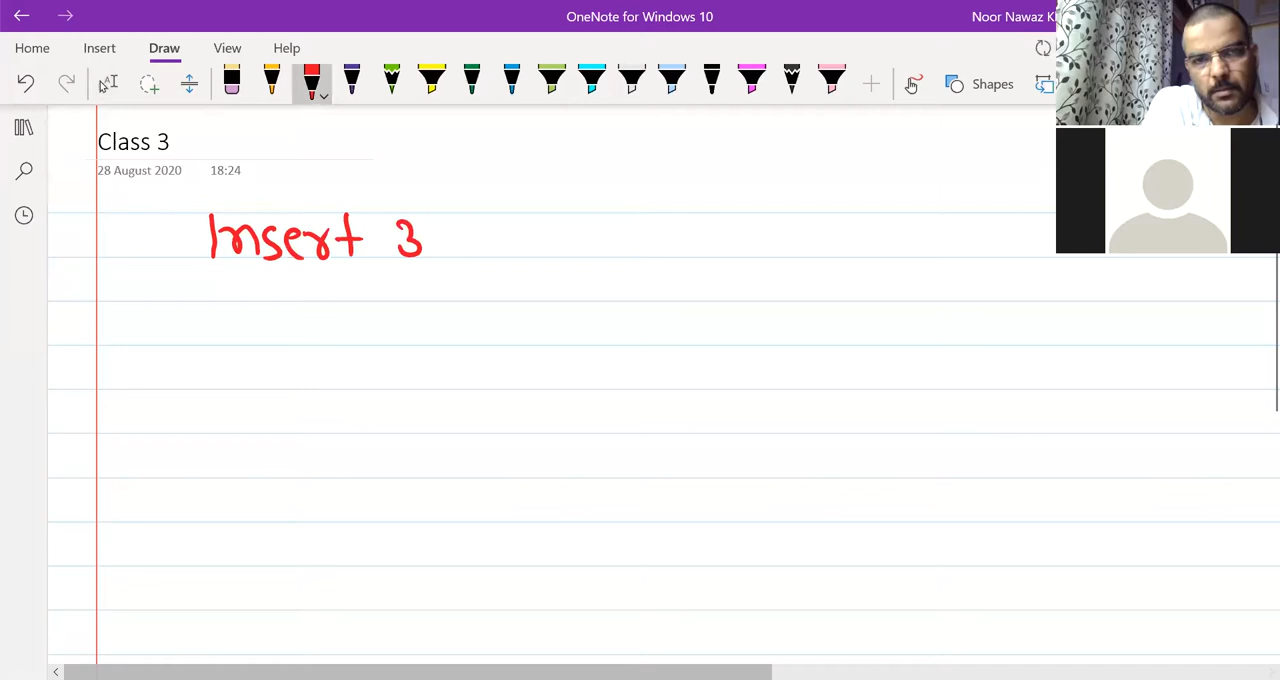 OneNote for Windows 10
Noor Nawaz K
Home Insert Draw View Help
Shapes
Class 3
28 August 2020 18:24
Insert 3